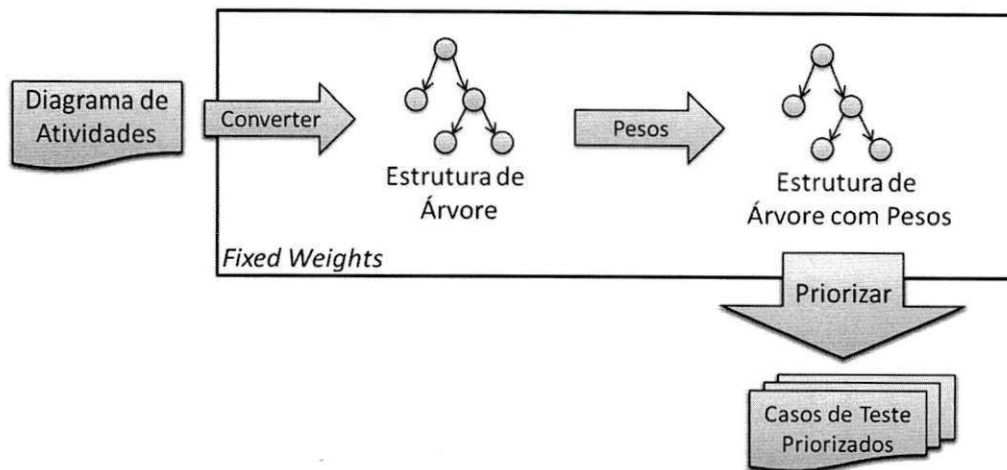 Diagrama de
Atividades
Converter
Estrutura de
Árvore
Pesos
Estrutura de
Árvore com Pesos
Fixed Weights
Priorizar
Casos de Teste
Priorizados